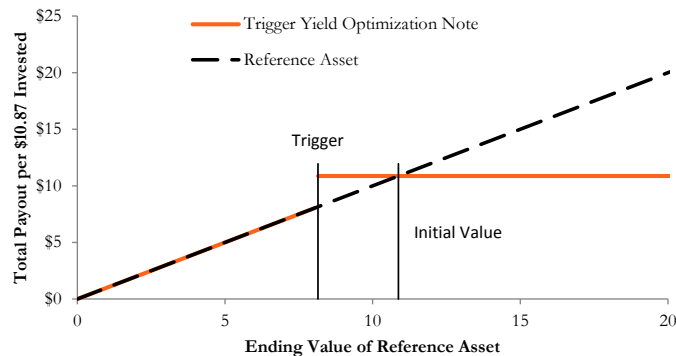 $25
Trigger Yield Optimization Note
Reference Asset
$20
$15
Trigger
$10
Initial Value
$5
$0
0 5 10 15 20
Total Payout per $10.87 Invested
Ending Value of Reference Asset